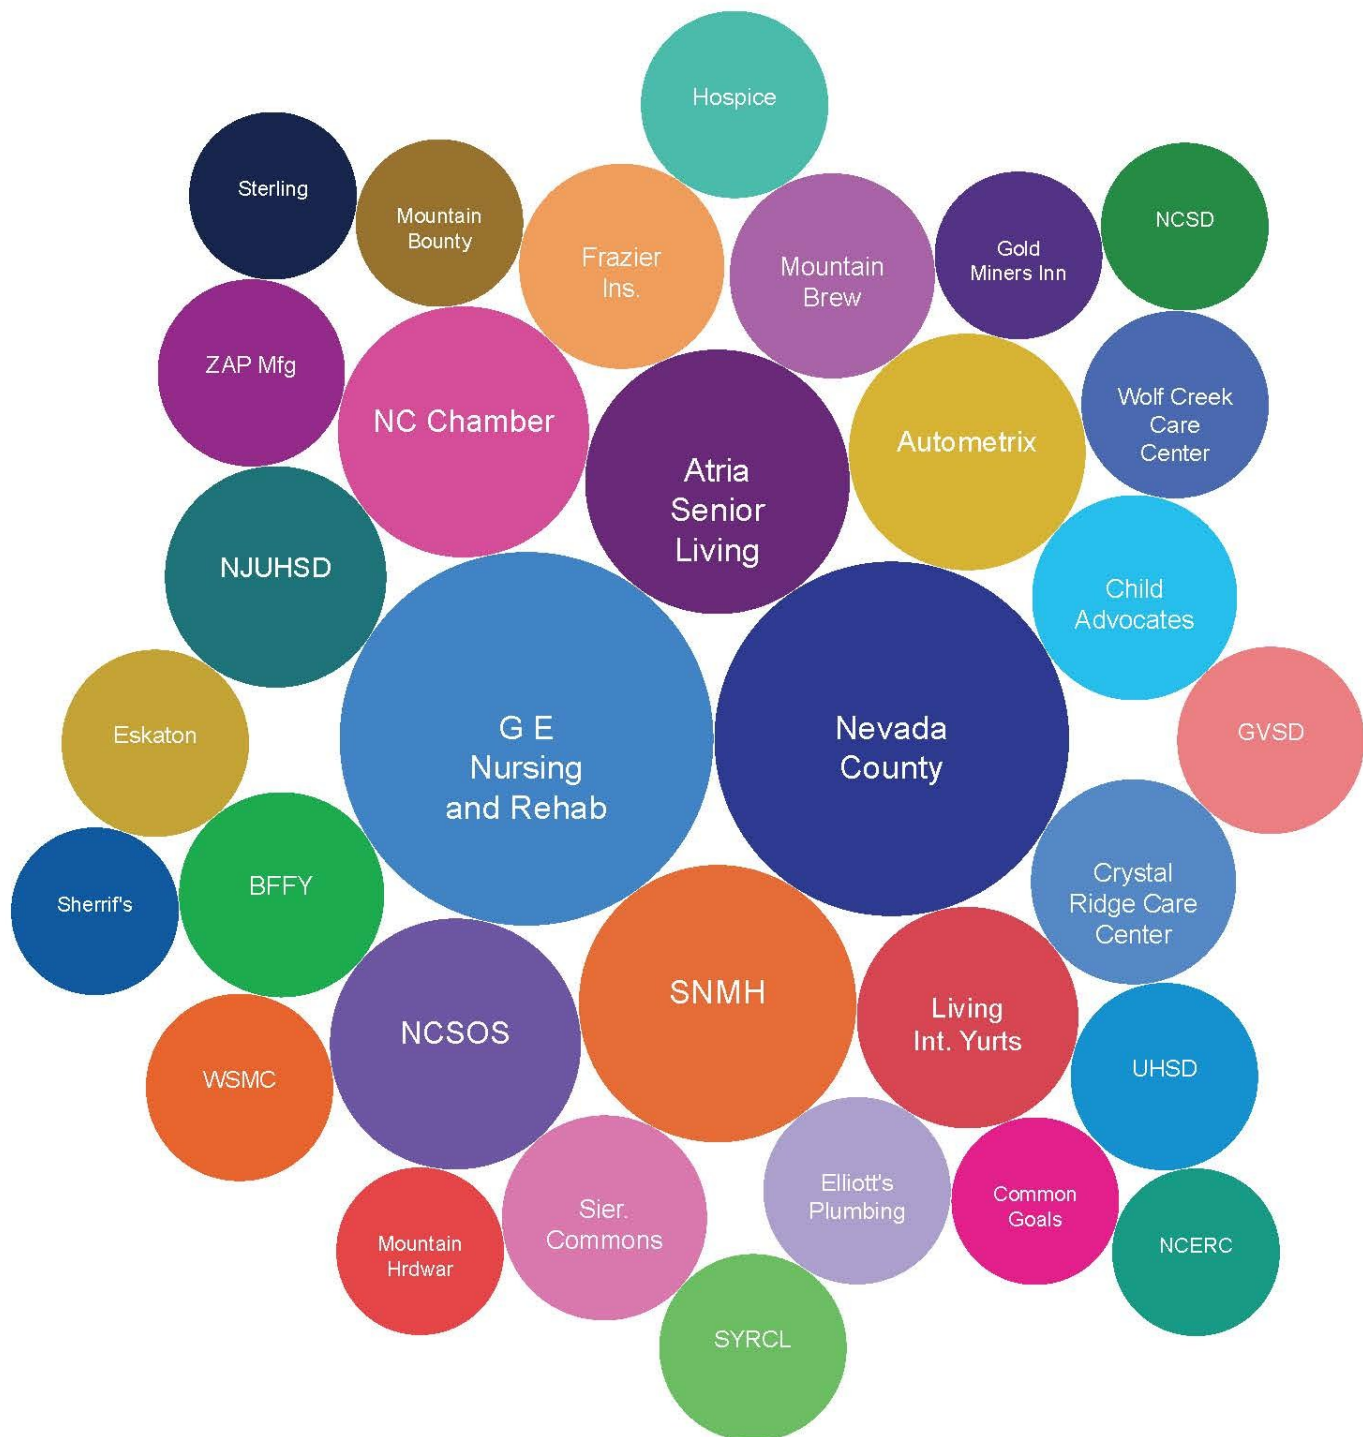 Hospice
Sterling
Mountain
Bounty
Frazier
Ins.
Mountain
Brew
Gold
Miners Inn
NCSD
ZAP Mfg
NC Chamber
Atria
Senior
Living
Autometrix
Wolf Creek
Care
Center
NJUHSD
Child
Advocates
Eskaton
G E
Nursing
and Rehab
Nevada
County
GVSD
Sherrif's
BFFY
Crystal
Ridge Care
Center
WSMC
NCSOS
SNMH
Living
Int. Yurts
UHSD
Mountain
Hrdwar
Sier.
Commons
Elliott's
Plumbing
Common
Goals
NCERC
SYRCL